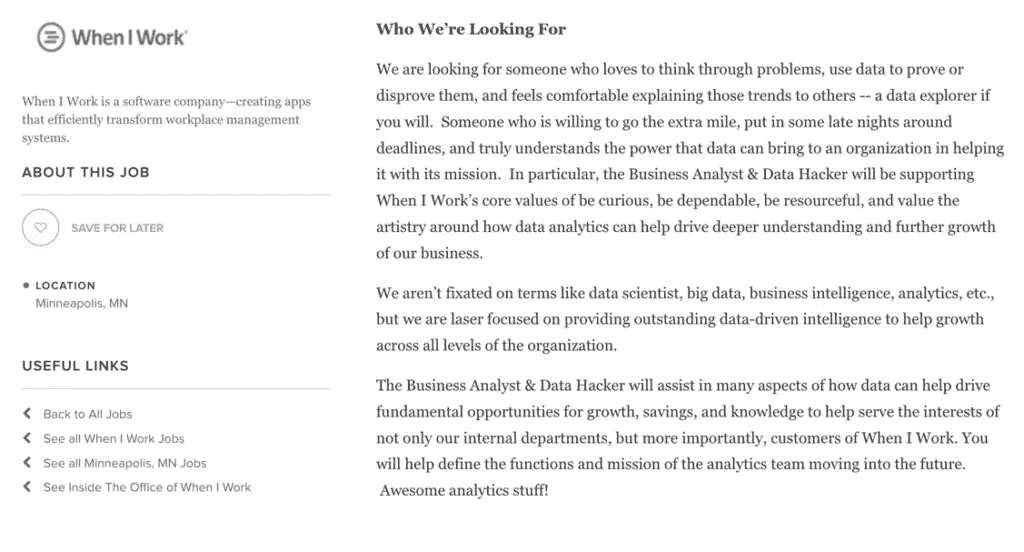 When I Work
When I Work is a software company—creating apps
that efficiently transform workplace management
systems.
ABOUT THIS JOB
SAVE FOR LATER
LOCATION
Minneapolis, MN
USEFUL LINKS
Back to All Jobs
See all When I Work Jobs
See all Minneapolis, MN Jobs
See Inside The Office of When I Work
Who We're Looking For
We are looking for someone who loves to think through problems, use data to prove or
disprove them, and feels comfortable explaining those trends to others -- a data explorer if
you will.  Someone who is willing to go the extra mile, put in some late nights around
deadlines, and truly understands the power that data can bring to an organization in helping
it with its mission.  In particular, the Business Analyst & Data Hacker will be supporting
When I Work's core values of be curious, be dependable, be resourceful, and value the
artistry around how data analytics can help drive deeper understanding and further growth
of our business.
We aren't fixated on terms like data scientist, big data, business intelligence, analytics, etc.,
but we are laser focused on providing outstanding data-driven intelligence to help growth
across all levels of the organization.
The Business Analyst & Data Hacker will assist in many aspects of how data can help drive
fundamental opportunities for growth, savings, and knowledge to help serve the interests of
not only our internal departments, but more importantly, customers of When I Work. You
will help define the functions and mission of the analytics team moving into the future.
Awesome analytics stuff!